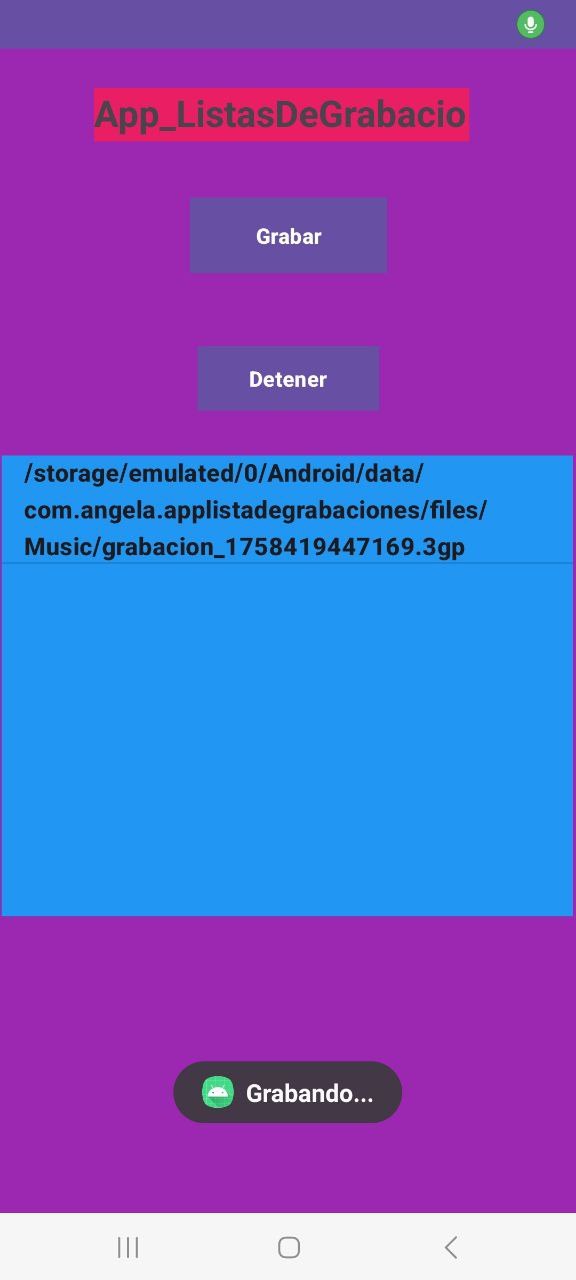 App_ListasDeGrabacio
Grabar
Detener
/storage/emulated/0/Android/data/
com.angela.applistadegrabaciones/files/
Music/grabacion_1758419447169.3gp
Grabando...